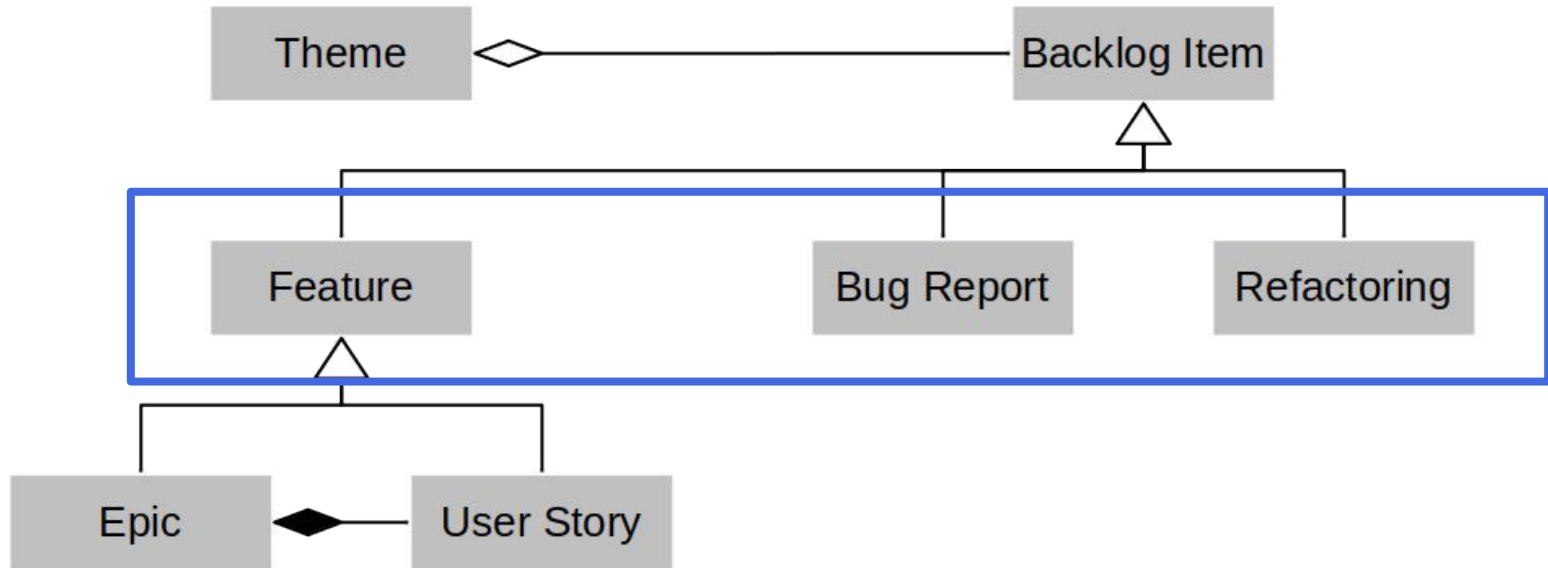 Theme
Backlog Item
Feature
Bug Report
Refactoring
Epic
User Story